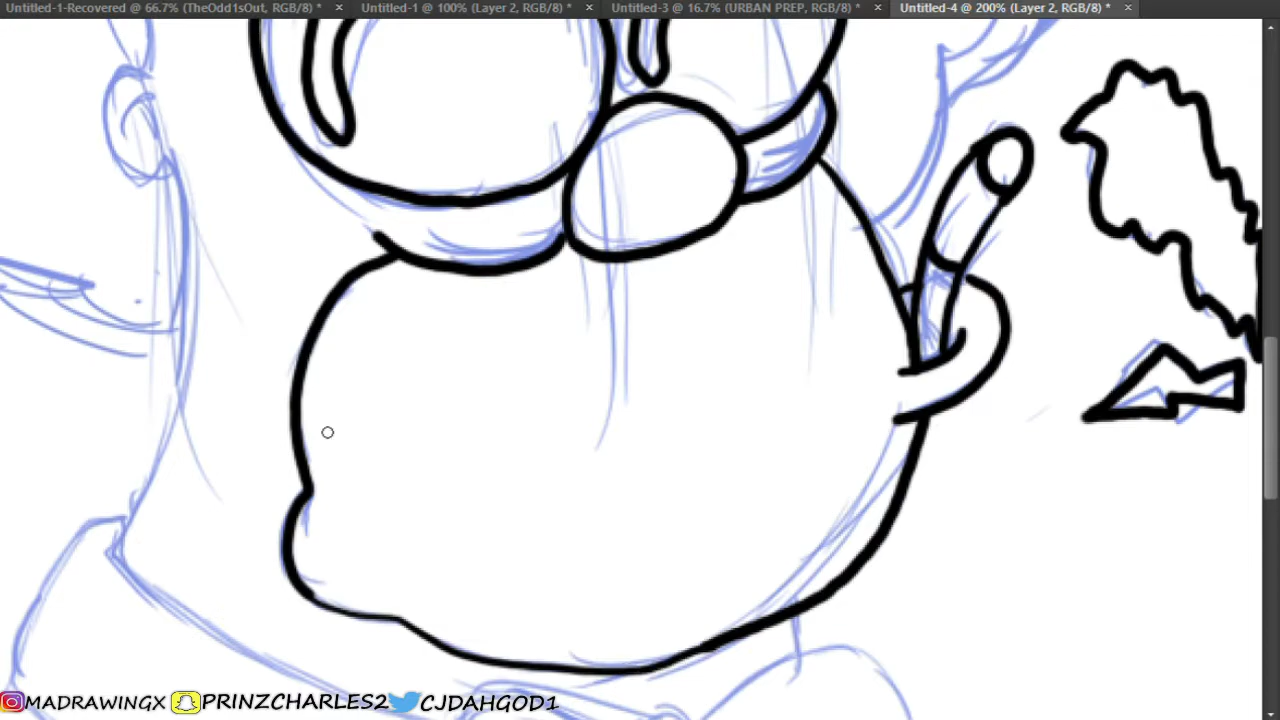 Untitled-1-Recovered @ 66.7% (TheOdd1sOut, RGB/8) * × Untitled-1 @ 100% (Layer 2, RGB/8) * × Untitled-3 @ 16.7% (URBAN PREP, RGB/8) * × Untitled-4 @ 200% (Layer 2, RGB/8) * ×
MADRAWINGX PRINZCHARLES2 CJDAHGOD1